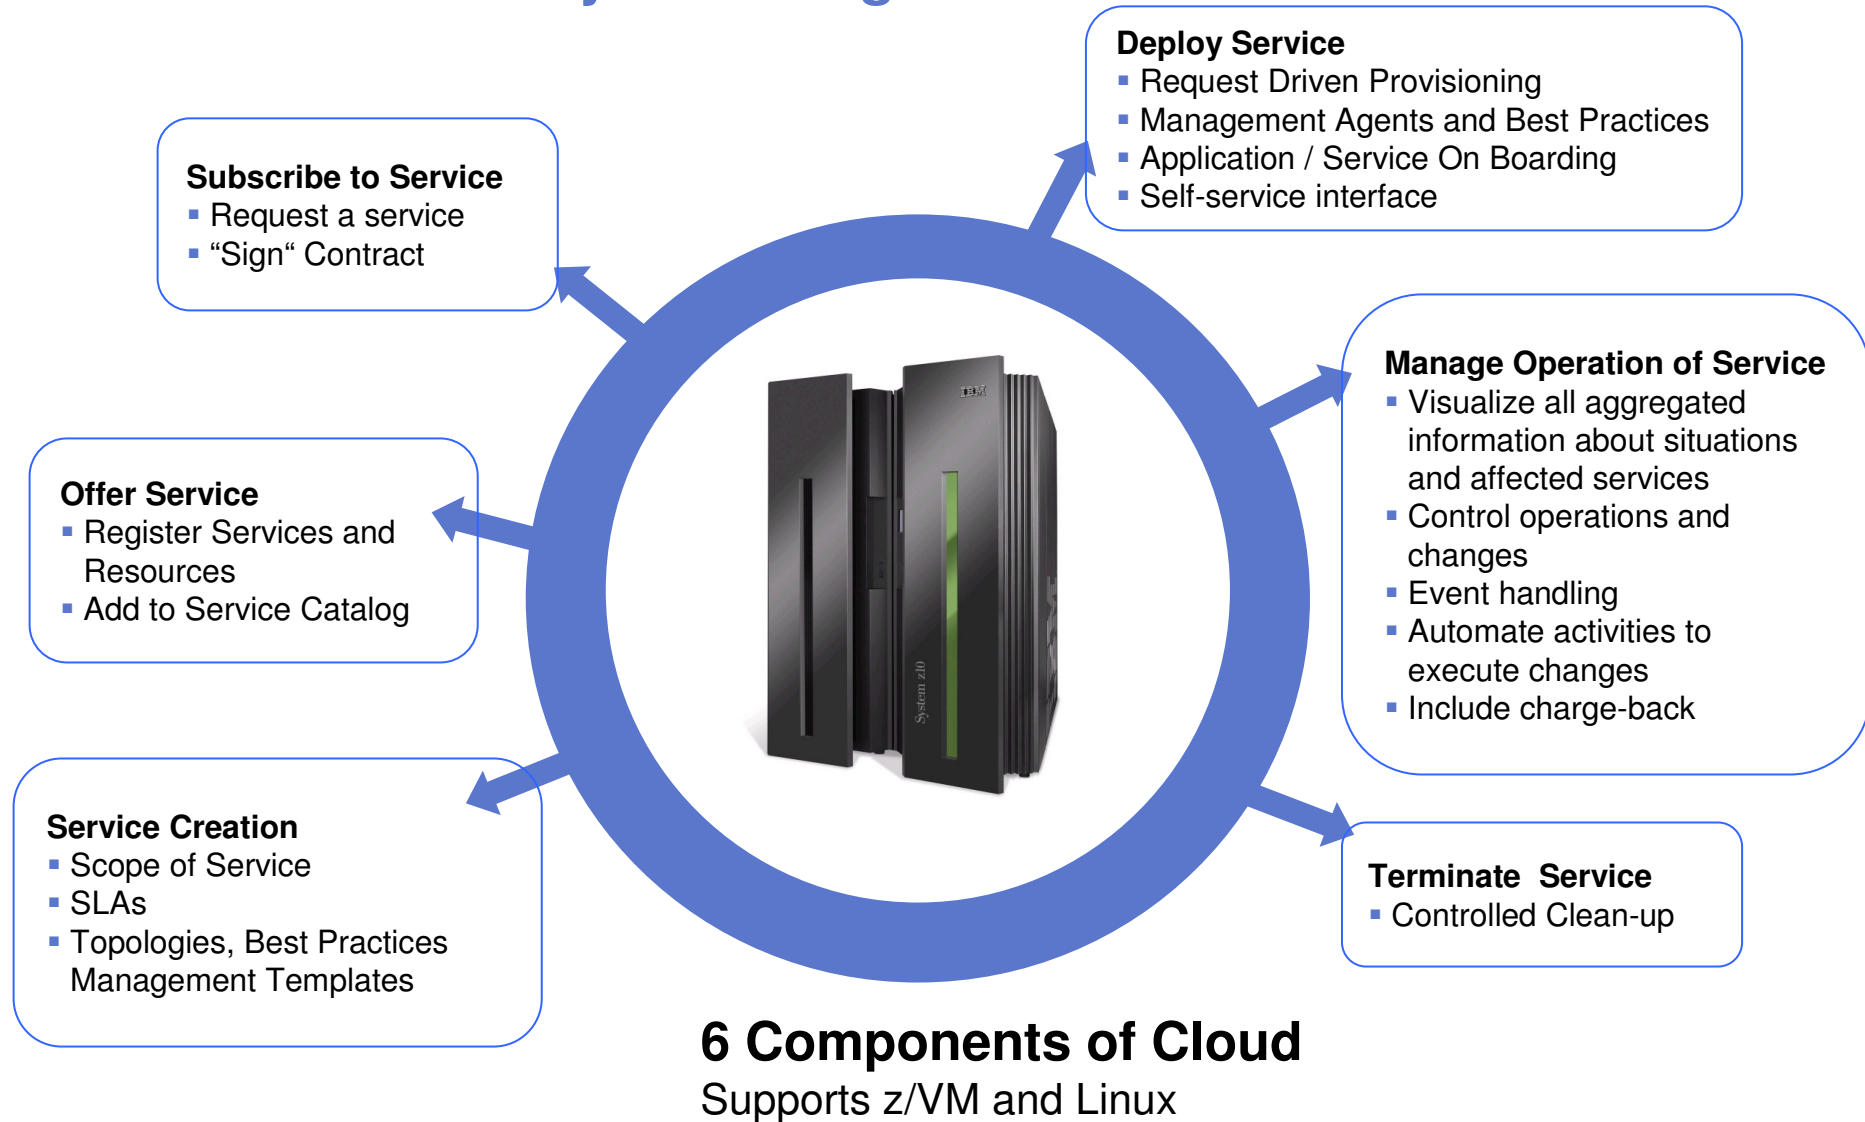 Deploy Service
▪ Request Driven Provisioning
▪ Management Agents and Best Practices
▪ Application / Service On Boarding
▪ Self-service interface
Subscribe to Service
▪ Request a service
▪ “Sign“ Contract
Manage Operation of Service
▪ Visualize all aggregated
information about situations
and affected services
▪ Control operations and
changes
▪ Event handling
▪ Automate activities to
execute changes
▪ Include charge-back
Offer Service
▪ Register Services and
Resources
▪ Add to Service Catalog
IBM
System z10
Service Creation
▪ Scope of Service
▪ SLAs
▪ Topologies, Best Practices
Management Templates
Terminate  Service
▪ Controlled Clean-up
6 Components of Cloud
Supports z/VM and Linux